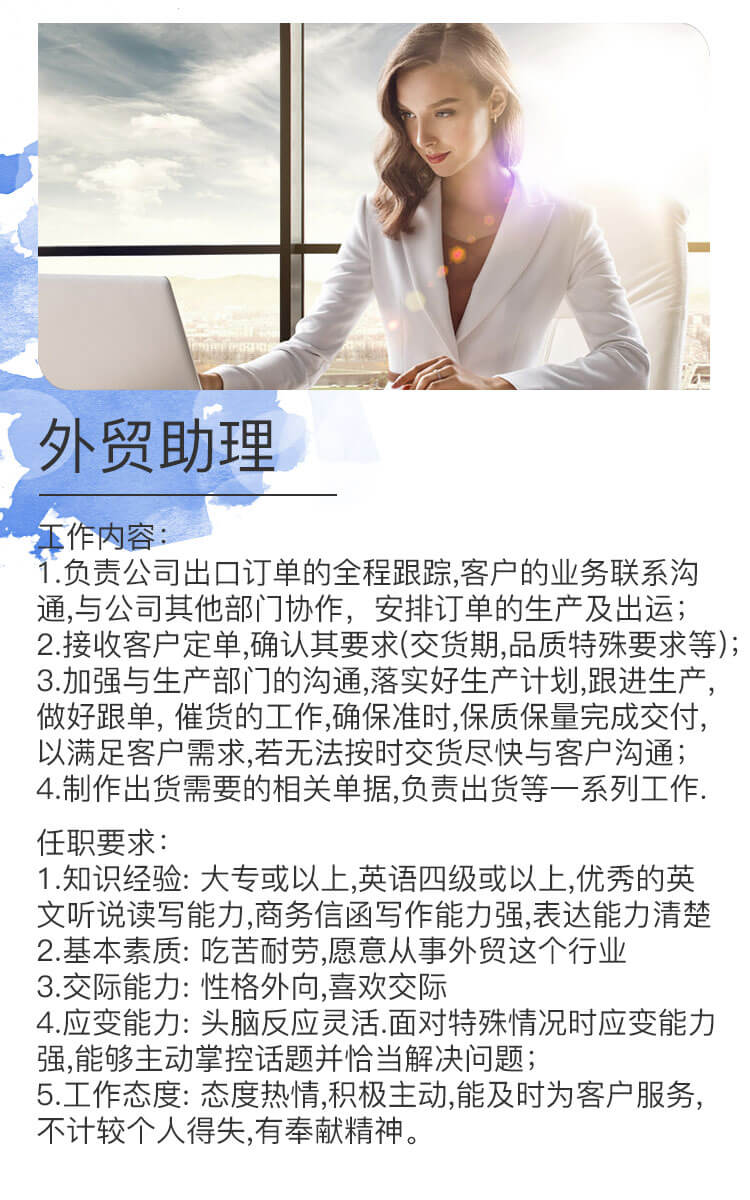 外贸助理
工作内容：
1.负责公司出口订单的全程跟踪,客户的业务联系沟
通,与公司其他部门协作，安排订单的生产及出运；
2.接收客户定单,确认其要求(交货期,品质特殊要求等)；
3.加强与生产部门的沟通,落实好生产计划,跟进生产,
做好跟单, 催货的工作,确保准时,保质保量完成交付,
以满足客户需求,若无法按时交货尽快与客户沟通；
4.制作出货需要的相关单据,负责出货等一系列工作.
任职要求：
1.知识经验: 大专或以上,英语四级或以上,优秀的英
文听说读写能力,商务信函写作能力强,表达能力清楚
2.基本素质: 吃苦耐劳,愿意从事外贸这个行业
3.交际能力: 性格外向,喜欢交际
4.应变能力: 头脑反应灵活.面对特殊情况时应变能力
强,能够主动掌控话题并恰当解决问题；
5.工作态度: 态度热情,积极主动,能及时为客户服务,
不计较个人得失,有奉献精神。